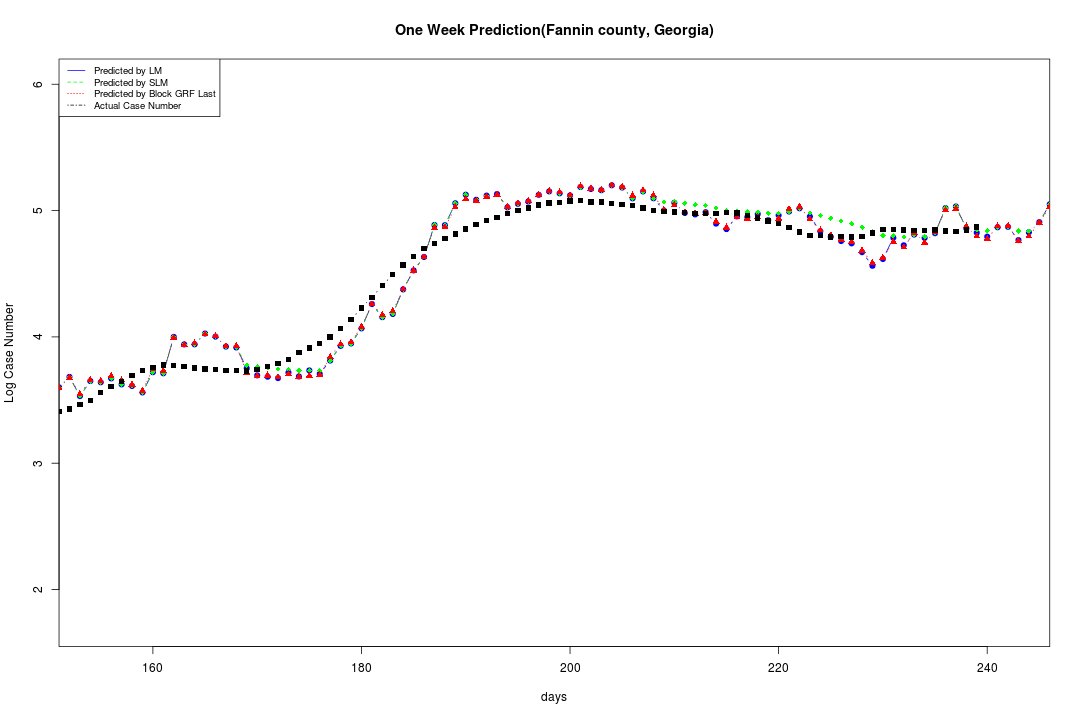 One Week Prediction(Fannin county, Georgia)
Predicted by LM
Predicted by SLM
Predicted by Block GRF Last
Actual Case Number
6
5
4
3
2
Log Case Number
160 180 200 220 240
days